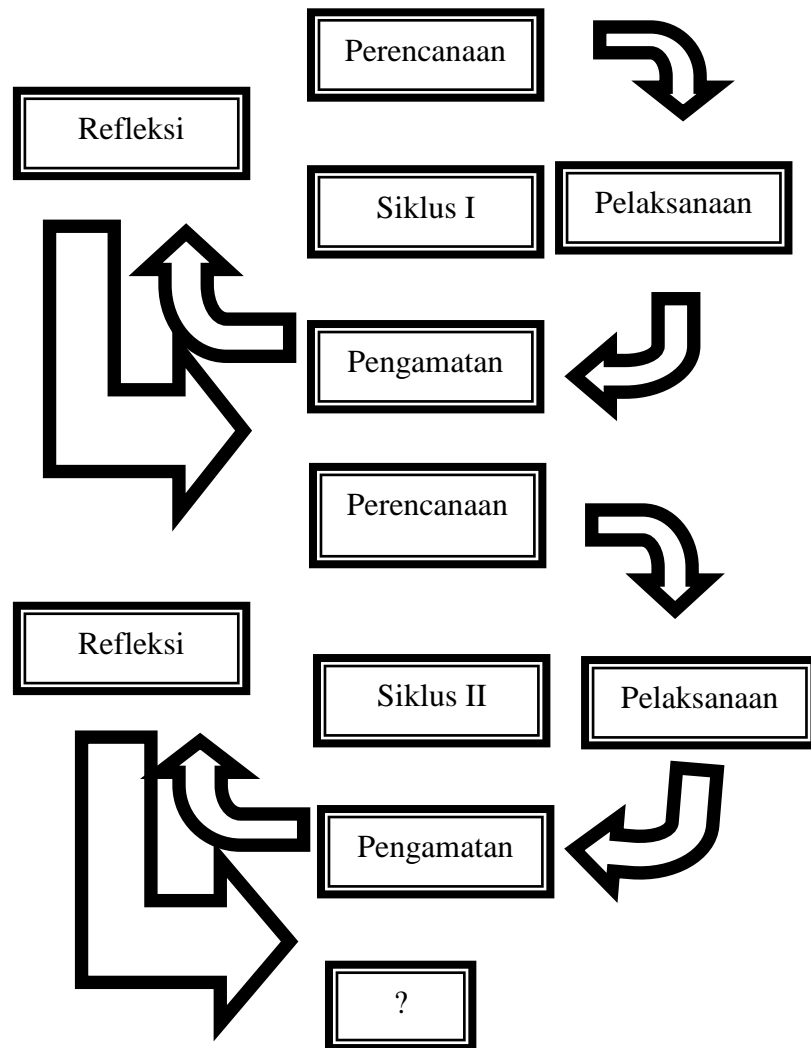 Perencanaan
Refleksi
Siklus I
Pelaksanaan
Pengamatan
Perencanaan
Refleksi
Siklus II
Pelaksanaan
Pengamatan
?